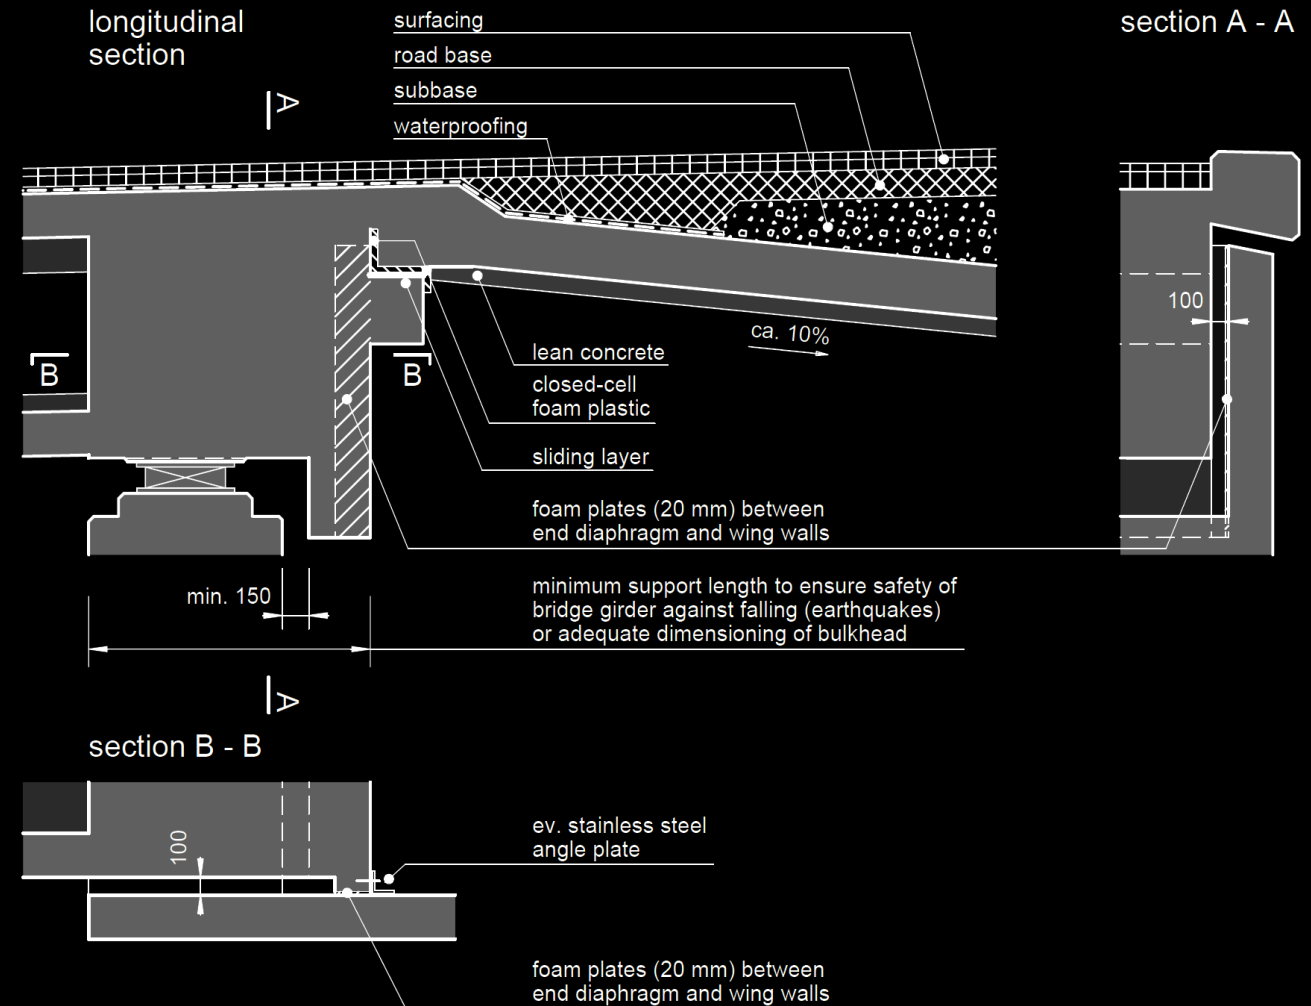 longitudinal
section
section A - A
surfacing
road base
subbase
waterproofing
A
100
ca. 10%
B
B
lean concrete
closed-cell
foam plastic
sliding layer
foam plates (20 mm) between
end diaphragm and wing walls
min. 150
minimum support length to ensure safety of
bridge girder against falling (earthquakes)
or adequate dimensioning of bulkhead
A
section B - B
100
ev. stainless steel
angle plate
foam plates (20 mm) between
end diaphragm and wing walls